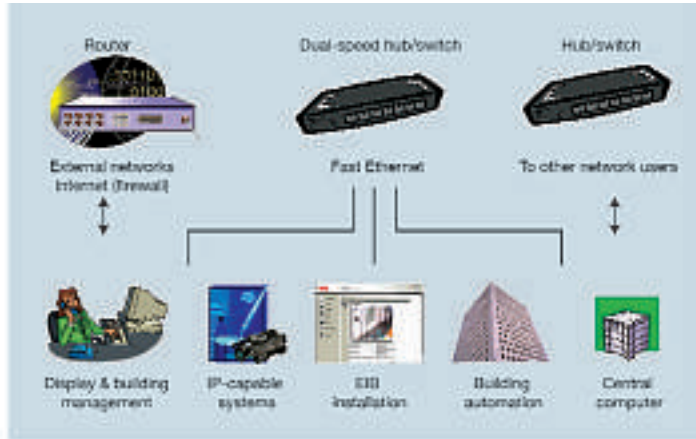 Router
Dual-speed hub/switch
Hub/switch
External networks
Internet (firewall)
Fast Ethernet
To other network users
Display & building
management
IP-capable
systems
EIB
installation
Building
automation
Central
computer